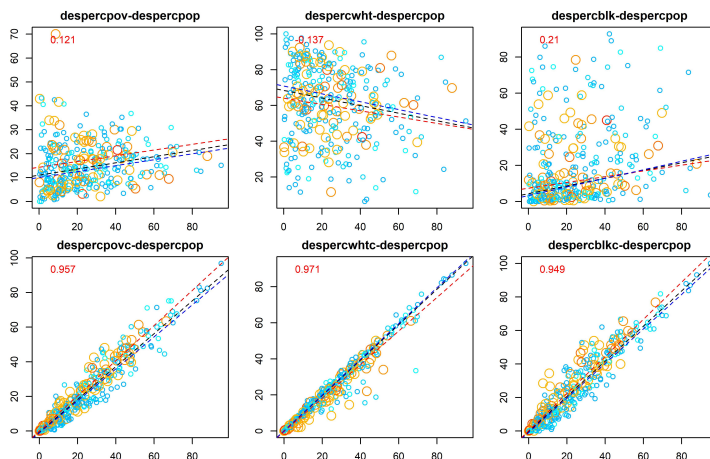 despercpov-despercpop
0.121
0 10 20 30 40 50 60 70
0 20 40 60 80
despercwht-despercpop
-0.137
20 40 60 80 100
0 20 40 60 80
despercblk-despercpop
0.21
0 20 40 60 80
0 20 40 60 80
despercpovc-despercpop
0.957
0 20 40 60 80 100
0 20 40 60 80
despercwhtc-despercpop
0.971
0 20 40 60 80 100
0 20 40 60 80
despercblkc-despercpop
0.949
0 20 40 60 80 100
0 20 40 60 80